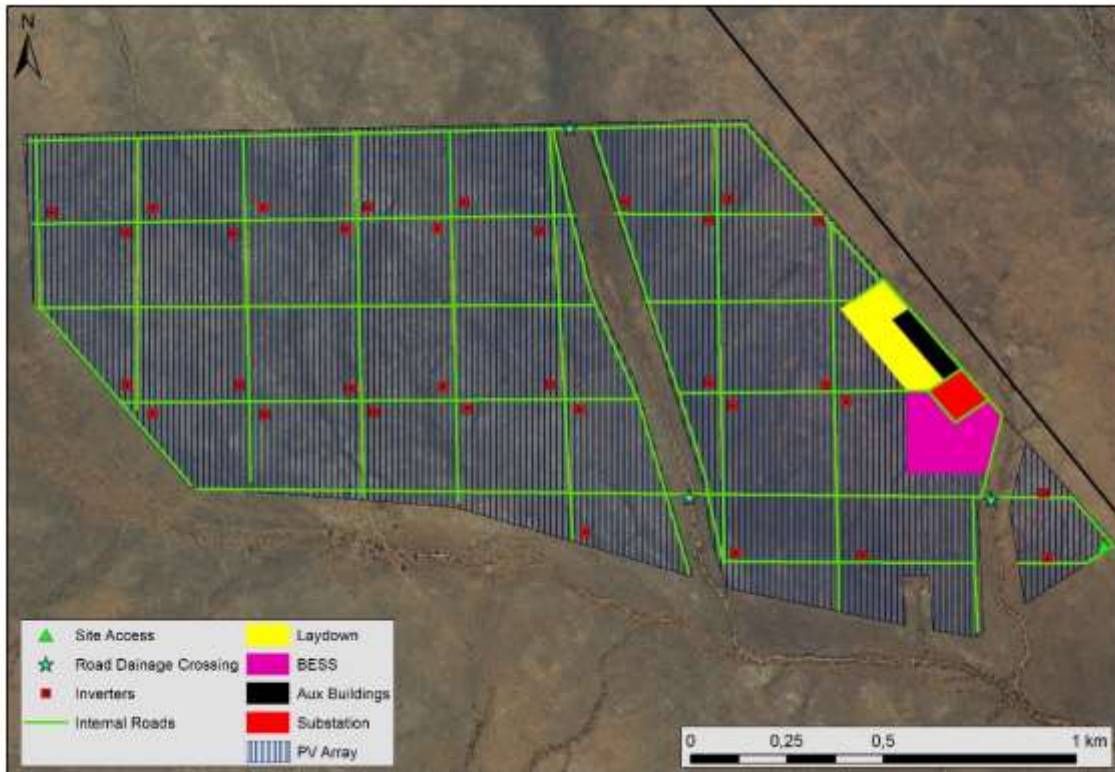 N
Site Access
Road Dainage Crossing
Inverters
Internal Roads
Laydown
BESS
Aux Buildings
Substation
PV Array
0 0,25 0,5 1 km